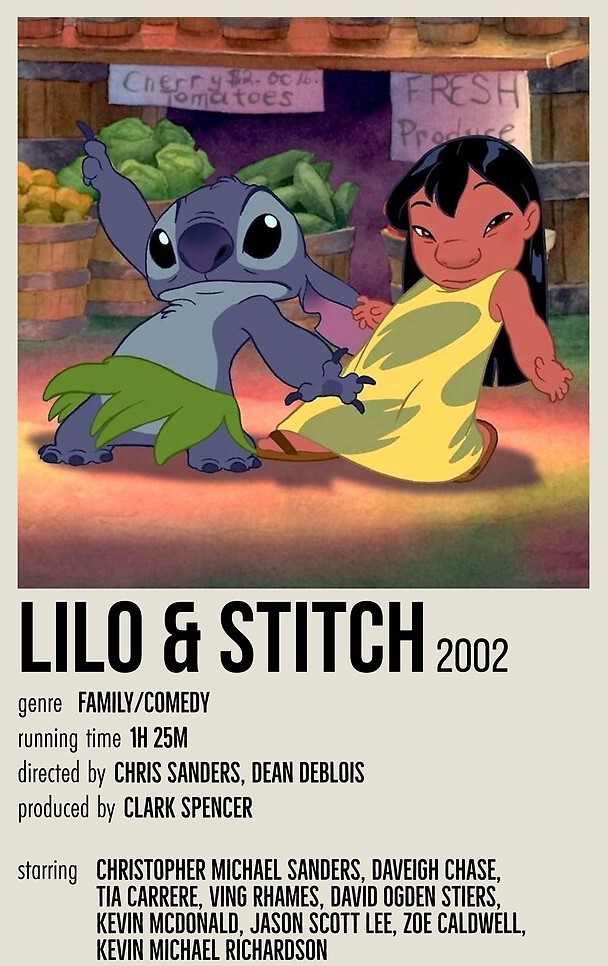 Cherry $2.00 lb.
Tomatoes
FRESH
Produce
LILO & STITCH 2002
genre FAMILY/COMEDY
running time 1H 25M
directed by CHRIS SANDERS, DEAN DEBLOIS
produced by CLARK SPENCER
starring CHRISTOPHER MICHAEL SANDERS, DAVEIGH CHASE,
TIA CARRERE, VING RHAMES, DAVID OGDEN STIERS,
KEVIN MCDONALD, JASON SCOTT LEE, ZOE CALDWELL,
KEVIN MICHAEL RICHARDSON